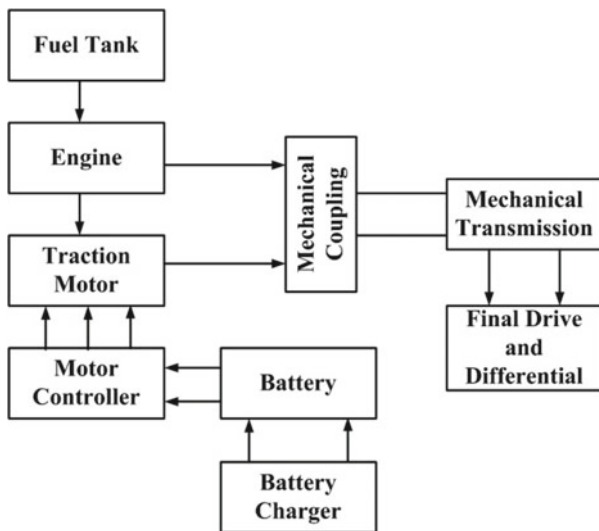 Fuel Tank
Engine
Mechanical
Coupling
Mechanical
Transmission
Traction
Motor
Final Drive
and
Differential
Motor
Controller
Battery
Battery
Charger